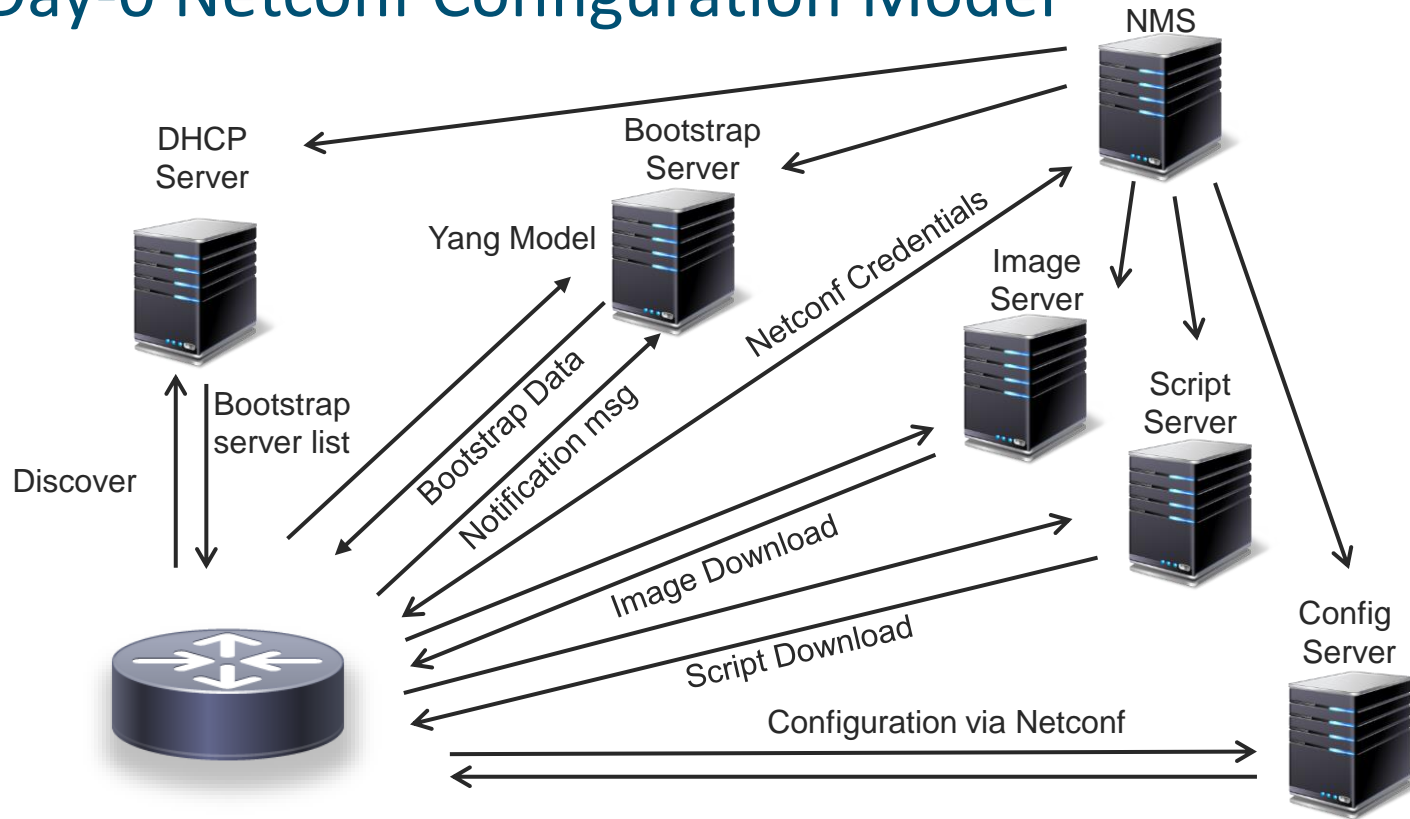 Day-0 Netconf Configuration Model
NMS
DHCP
Server
Bootstrap
Server
Yang Model
Netconf Credentials
Image
Server
Script
Server
Bootstrap
server list
Discover
Bootstrap Data
Notification msg
Image Download
Script Download
Config
Server
Configuration via Netconf